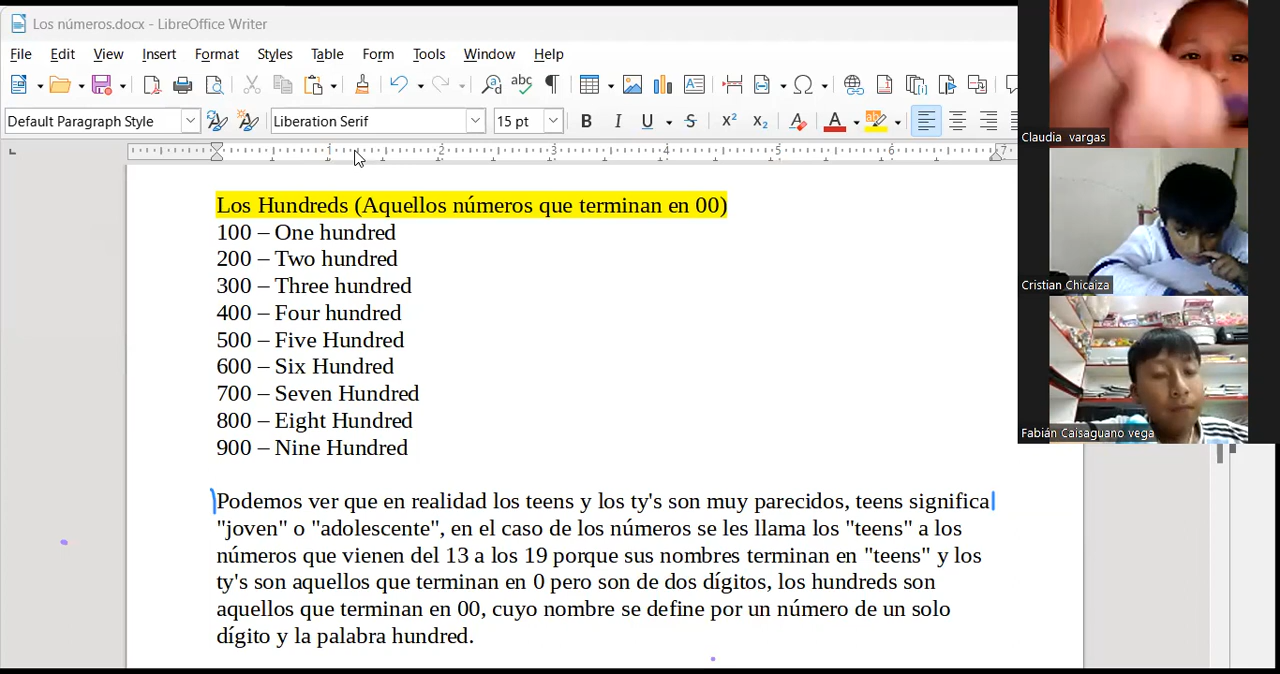 Los números.docx - LibreOffice Writer
File Edit View Insert Format Styles Table Form Tools Window Help
Default Paragraph Style Liberation Serif 15 pt
1 2 3 4 5 6 7
Los Hundreds (Aquellos números que terminan en 00)
100 – One hundred
200 – Two hundred
300 – Three hundred
400 – Four hundred
500 – Five Hundred
600 – Six Hundred
700 – Seven Hundred
800 – Eight Hundred
900 – Nine Hundred
Podemos ver que en realidad los teens y los ty's son muy parecidos, teens significa
"joven" o "adolescente", en el caso de los números se les llama los "teens" a los
números que vienen del 13 a los 19 porque sus nombres terminan en "teens" y los
ty's son aquellos que terminan en 0 pero son de dos dígitos, los hundreds son
aquellos que terminan en 00, cuyo nombre se define por un número de un solo
dígito y la palabra hundred.
Claudia vargas
Cristian Chicaiza
Fabián Caisaguano vega